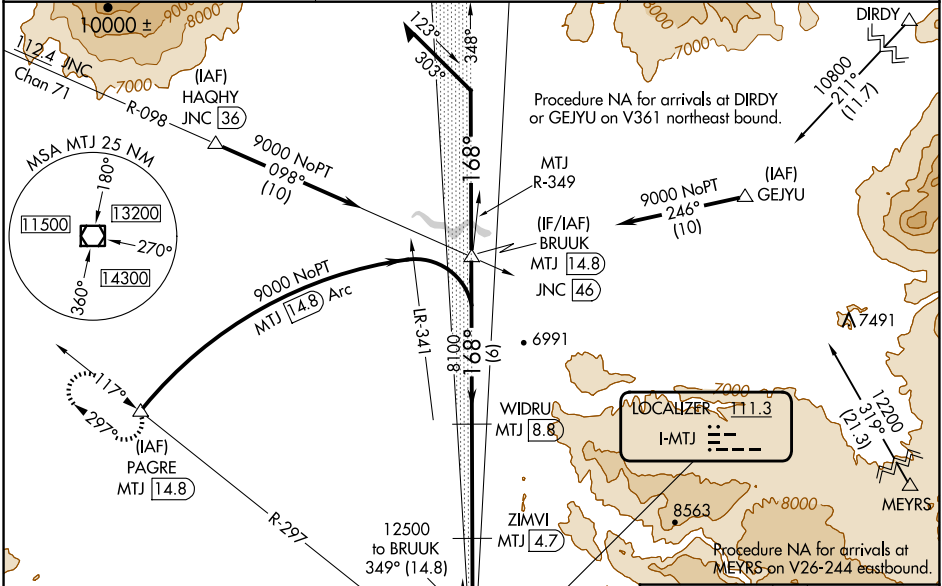 10000 ±
7000
112.4 JNC
Chan 71
R-098
(IAF)
HAQHY
JNC 36
9000 NoPT
098°
(10)
123°
303°
348°
168°
7000
Procedure NA for arrivals at DIRDY
or GEJYU on V361 northeast bound.
DIRDY
10800
211°
(11.7)
MTJ
R-349
(IAF)
GEJYU
9000 NoPT
246°
(10)
(IF/IAF)
BRUUK
MTJ 14.8
JNC 46
MSA MTJ 25 NM
180°
11500
13200
270°
14300
360°
9000 NoPT
MTJ 14.8 Arc
LR-341
8100
168°
(6)
6991
7491
117°
297°
(IAF)
PAGRE
MTJ 14.8
R-297
WIDRU
MTJ 8.8
7000
LOCALIZER 111.3
I-MTJ
12200
319°
(21.3)
MEYRS
8563
8000
ZIMVI
MTJ 4.7
12500
to BRUUK
349° (14.8)
Procedure NA for arrivals at
MEYRS on V26-244 eastbound.